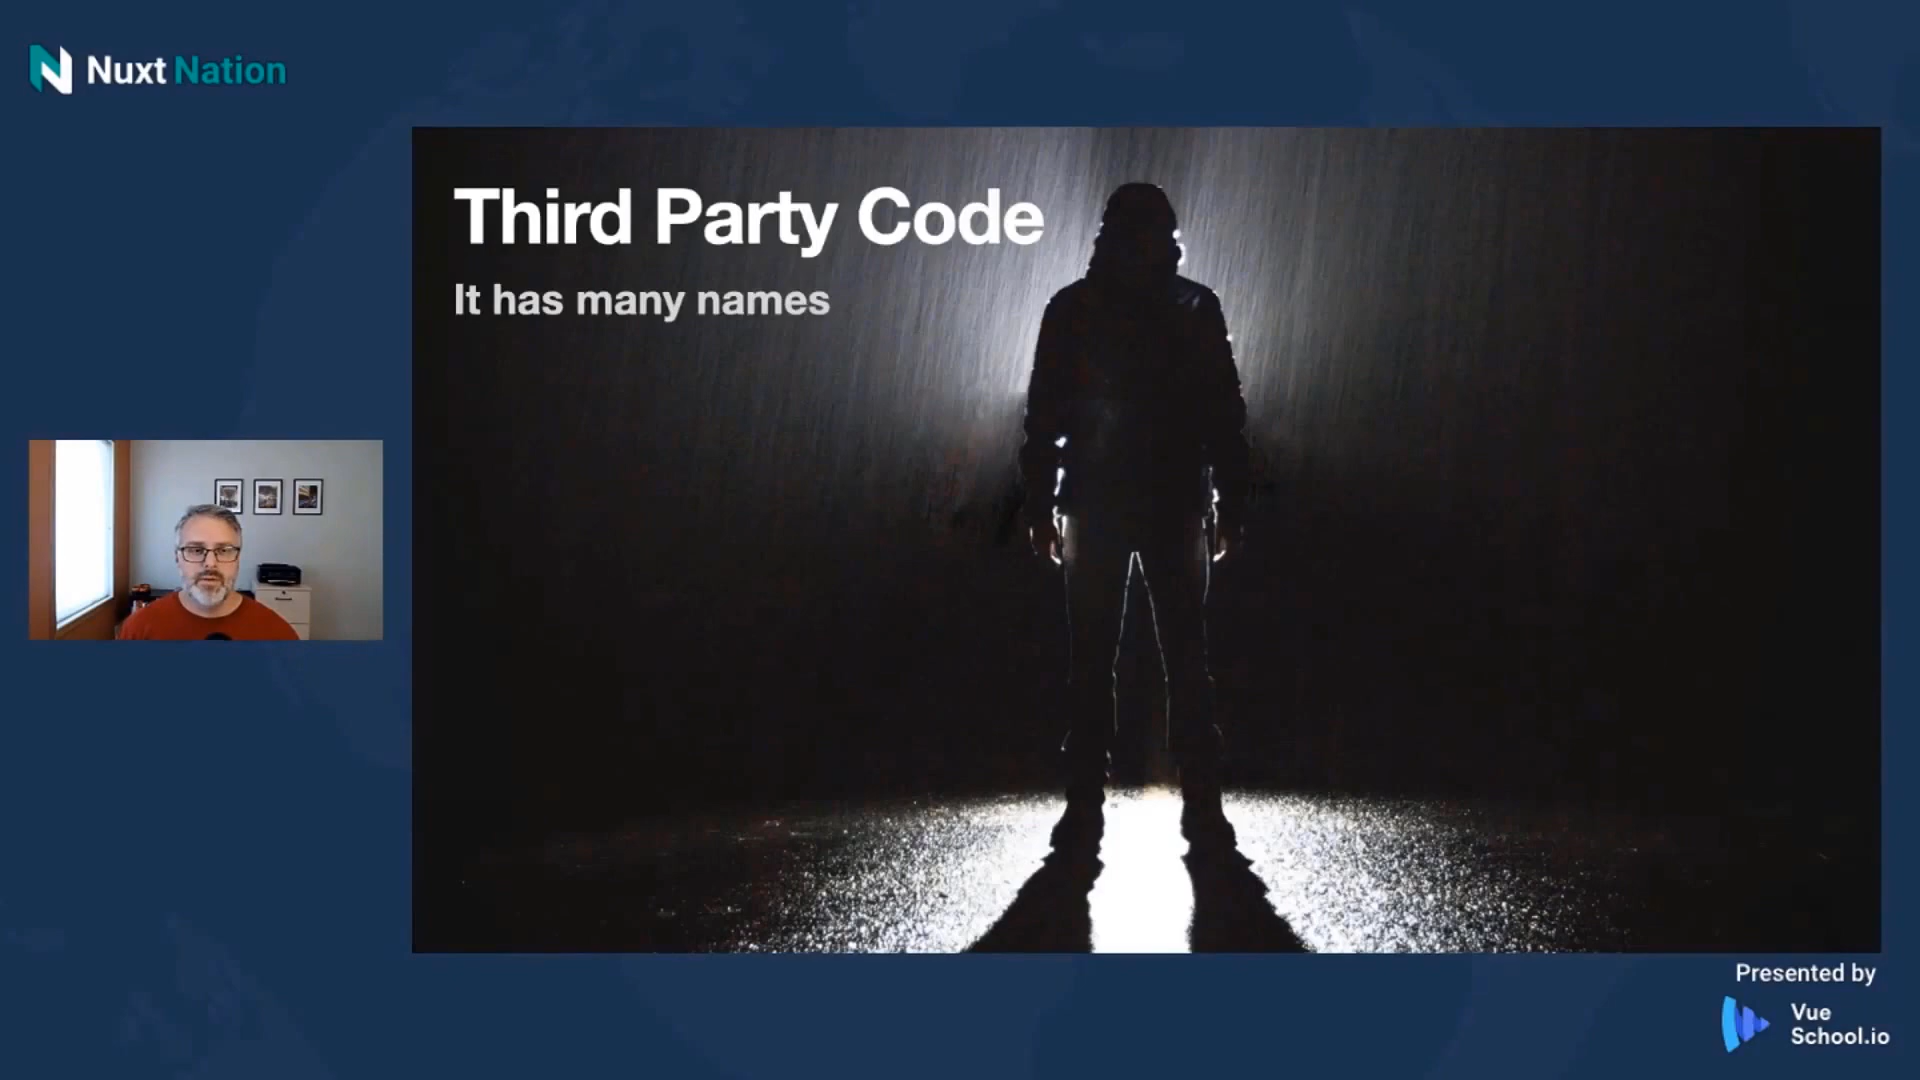 Nuxt Nation
Third Party Code
It has many names
Presented by
Vue
School.io